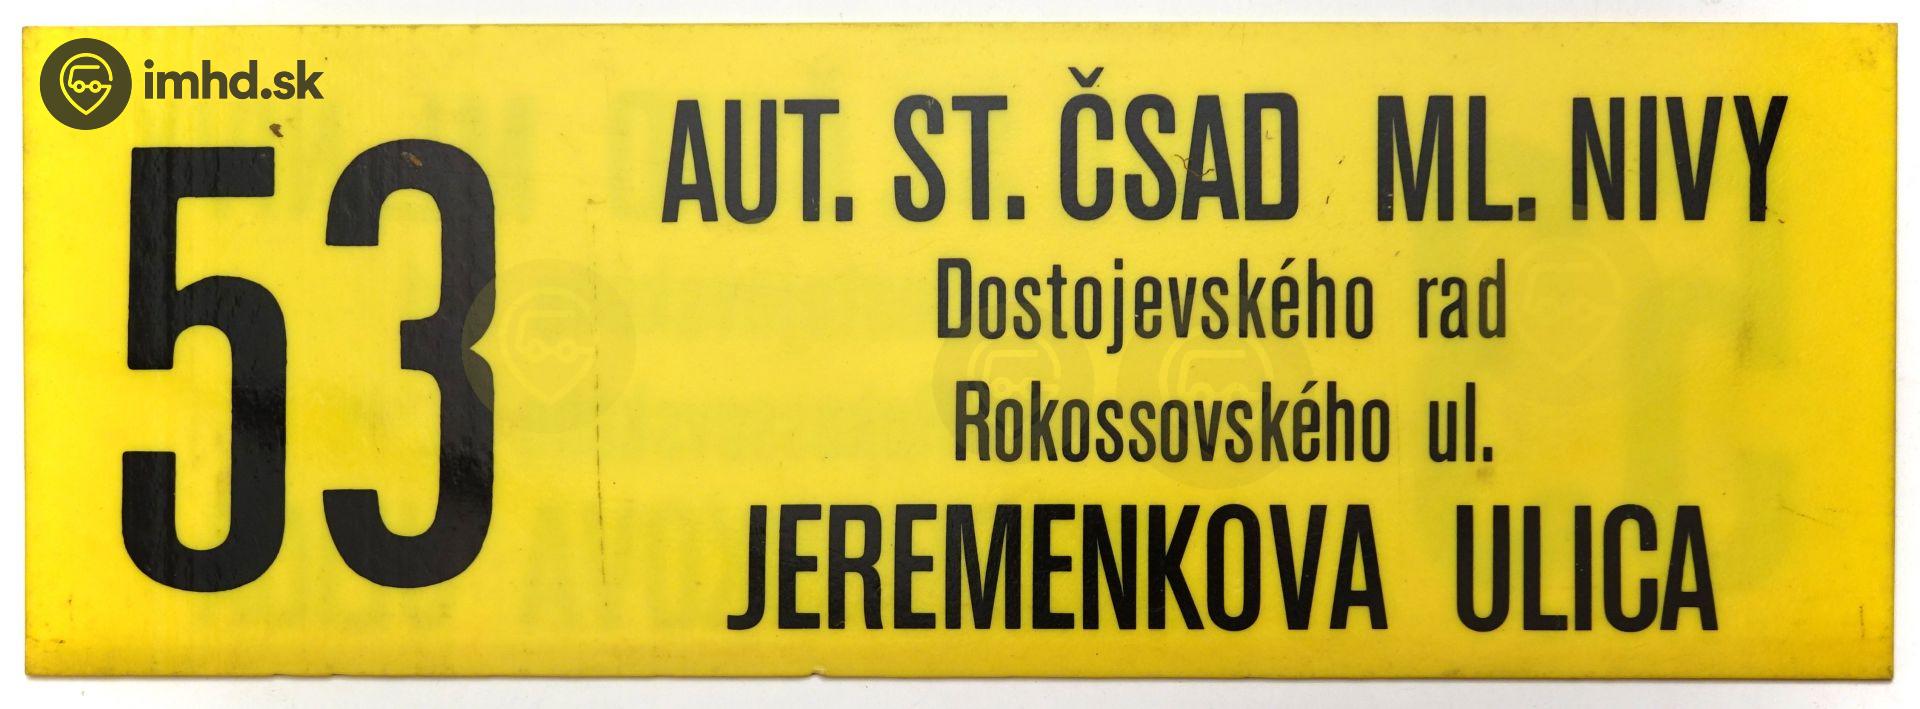 imhd.sk
53
AUT. ST. ČSAD ML. NIVY
Dostojevského rad
Rokossovského ul.
JEREMENKOVA ULICA